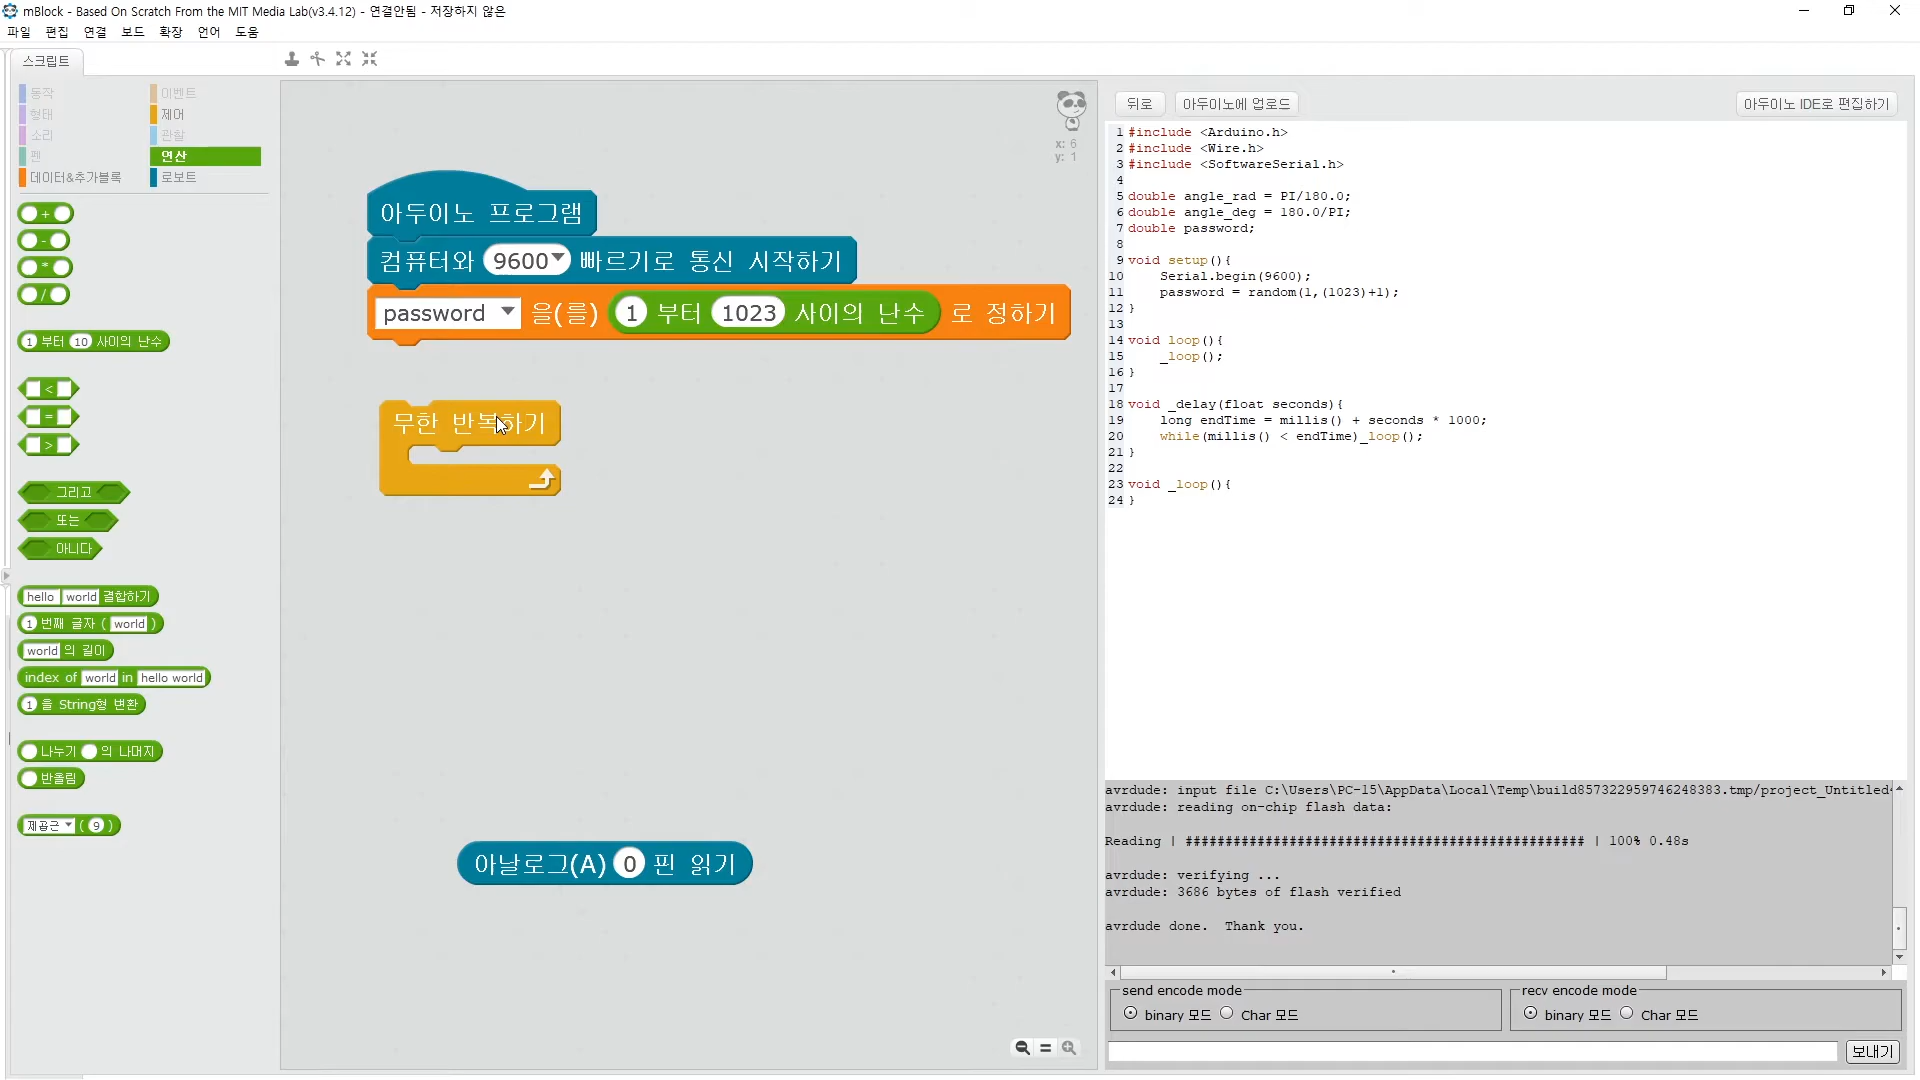 mBlock - Based On Scratch From the MIT Media Lab(v3.4.12) - 연결안됨 - 저장하지 않은
파일 편집 연결 보드 확장 언어 도움
스크립트
동작 이벤트
형태 제어
소리 관찰
펜 연산
데이터&추가블록 로보트
+
-
*
/
1 부터 10 사이의 난수
<
=
>
그리고
또는
아니다
hello world 결합하기
1 번째 글자 ( world )
world 의 길이
index of world in hello world
1 을 String형 변환
나누기 의 나머지
반올림
제곱근 ( 9 )
x: 6
y: 1
아두이노 프로그램
컴퓨터와 9600 빠르기로 통신 시작하기
password 을(를) 1 부터 1023 사이의 난수 로 정하기
무한 반복하기
아날로그(A) 0 핀 읽기
뒤로 아두이노에 업로드 아두이노 IDE로 편집하기
1 #include <Arduino.h>
2 #include <Wire.h>
3 #include <SoftwareSerial.h>
4
5 double angle_rad = PI/180.0;
6 double angle_deg = 180.0/PI;
7 double password;
8
9 void setup(){
10 Serial.begin(9600);
11 password = random(1,(1023)+1);
12 }
13
14 void loop(){
15 _loop();
16 }
17
18 void _delay(float seconds){
19 long endTime = millis() + seconds * 1000;
20 while(millis() < endTime)_loop();
21 }
22
23 void _loop(){
24 }
avrdude: input file C:\Users\PC-15\AppData\Local\Temp\build857322959746248383.tmp/project_Untitled
avrdude: reading on-chip flash data:
Reading | ################################################## | 100% 0.48s
avrdude: verifying ...
avrdude: 3686 bytes of flash verified
avrdude done.  Thank you.
send encode mode recv encode mode
binary 모드 Char 모드 binary 모드 Char 모드
보내기